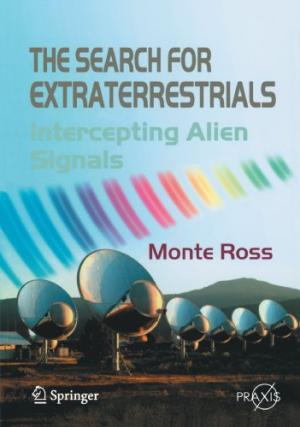 THE SEARCH FOR
EXTRATERRESTRIALS
Intercepting Alien
Signals
Monte Ross
Springer
PRAXIS